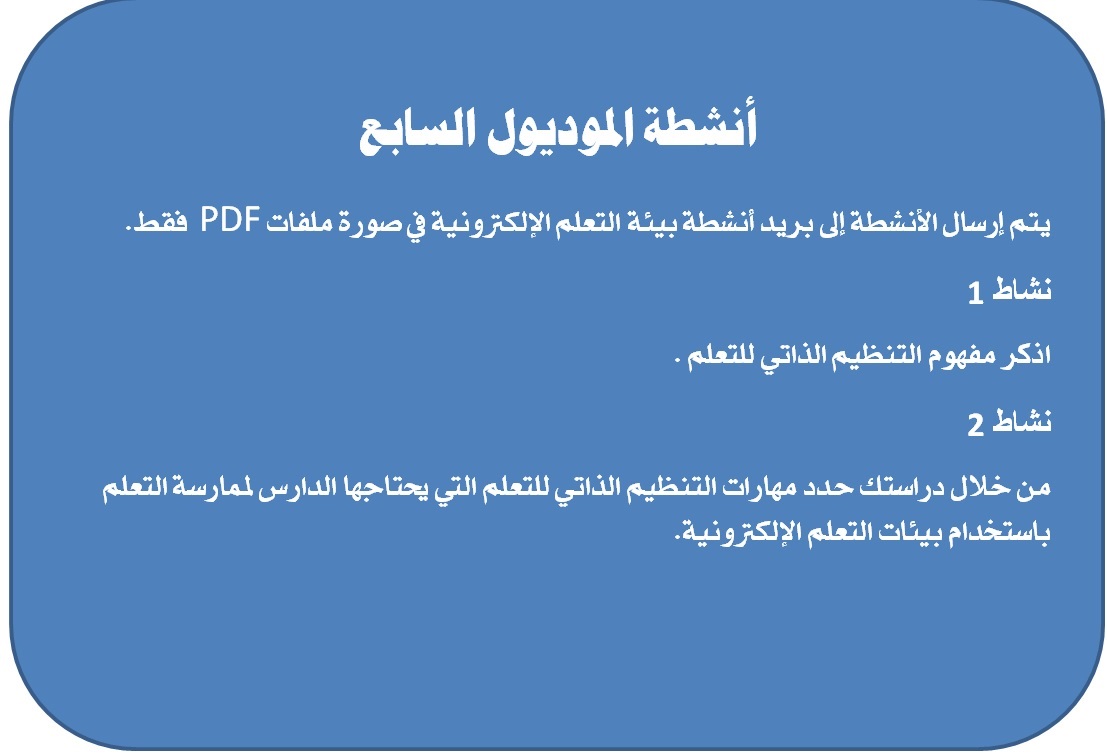 أنشطة الموديول السابع
يتم إرسال الأنشطة إلى بريد أنشطة بيئة التعلم الإلكترونية في صورة ملفات PDF فقط.
نشاط 1
اذكر مفهوم التنظيم الذاتي للتعلم .
نشاط 2
من خلال دراستك حدد مهارات التنظيم الذاتي للتعلم التي يحتاجها الدارس لممارسة التعلم
باستخدام بيئات التعلم الإلكترونية.